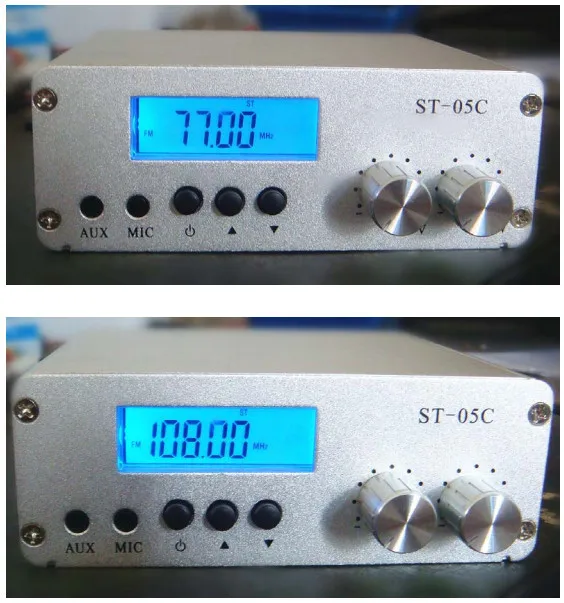 ST-05C
ST
FM 77.00 MHz
AUX MIC
ST-05C
ST
FM 108.00 MHz
AUX MIC